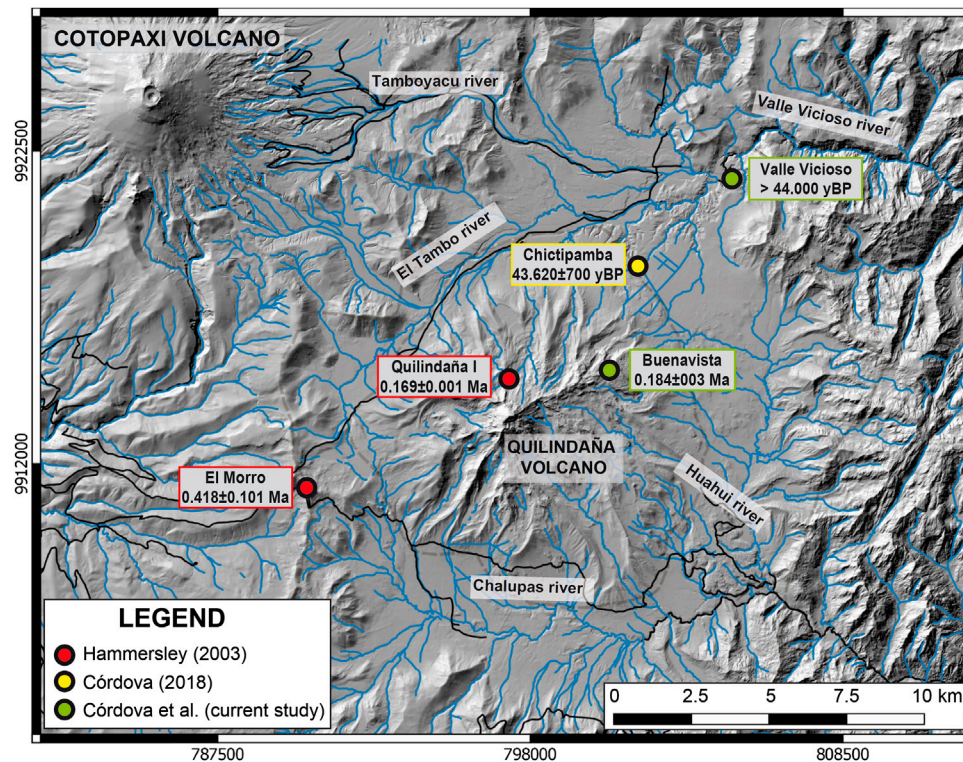 COTOPAXI VOLCANO
Tamboyacu river
Valle Vicioso river
9922500
Valle Vicioso
> 44.000 yBP
El Tambo river
Chictipamba
43.620±700 yBP
Quilindaña I
0.169±0.001 Ma
Buenavista
0.184±003 Ma
QUILINDAÑA
VOLCANO
9912000
El Morro
0.418±0.101 Ma
Huahui river
Chalupas river
LEGEND
Hammersley (2003)
Córdova (2018)
Córdova et al. (current study)
0 2.5 5 7.5 10 km
787500 798000 808500